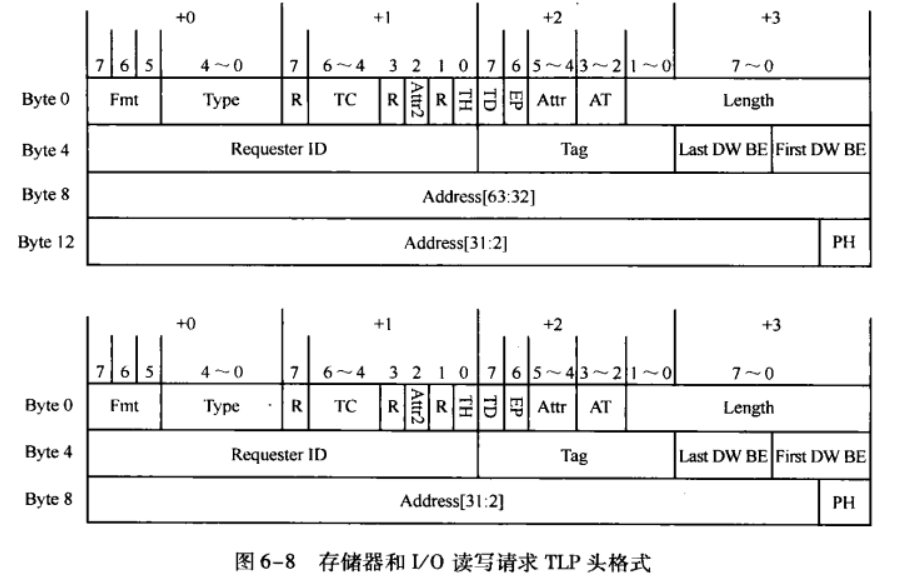 +0 +1 +2 +3
7 6 5 4～0 7 6～4 3 2 1 0 7 6 5～4 3～2 1～0 7～0
Byte 0 Fmt Type R TC R Attr2 R TH TD EP Attr AT Length
Byte 4 Requester ID Tag Last DW BE First DW BE
Byte 8 Address[63:32]
Byte 12 Address[31:2] PH
+0 +1 +2 +3
7 6 5 4～0 7 6～4 3 2 1 0 7 6 5～4 3～2 1～0 7～0
Byte 0 Fmt Type R TC R Attr2 R TH TD EP Attr AT Length
Byte 4 Requester ID Tag Last DW BE First DW BE
Byte 8 Address[31:2] PH
图 6-8 存储器和 I/O 读写请求 TLP 头格式